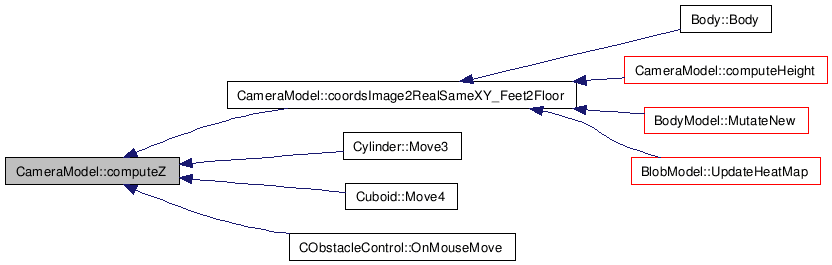 Body::Body
CameraModel::computeHeight
CameraModel::coordsImage2RealSameXY_Feet2Floor
BodyModel::MutateNew
Cylinder::Move3
BlobModel::UpdateHeatMap
CameraModel::computeZ
Cuboid::Move4
CObstacleControl::OnMouseMove